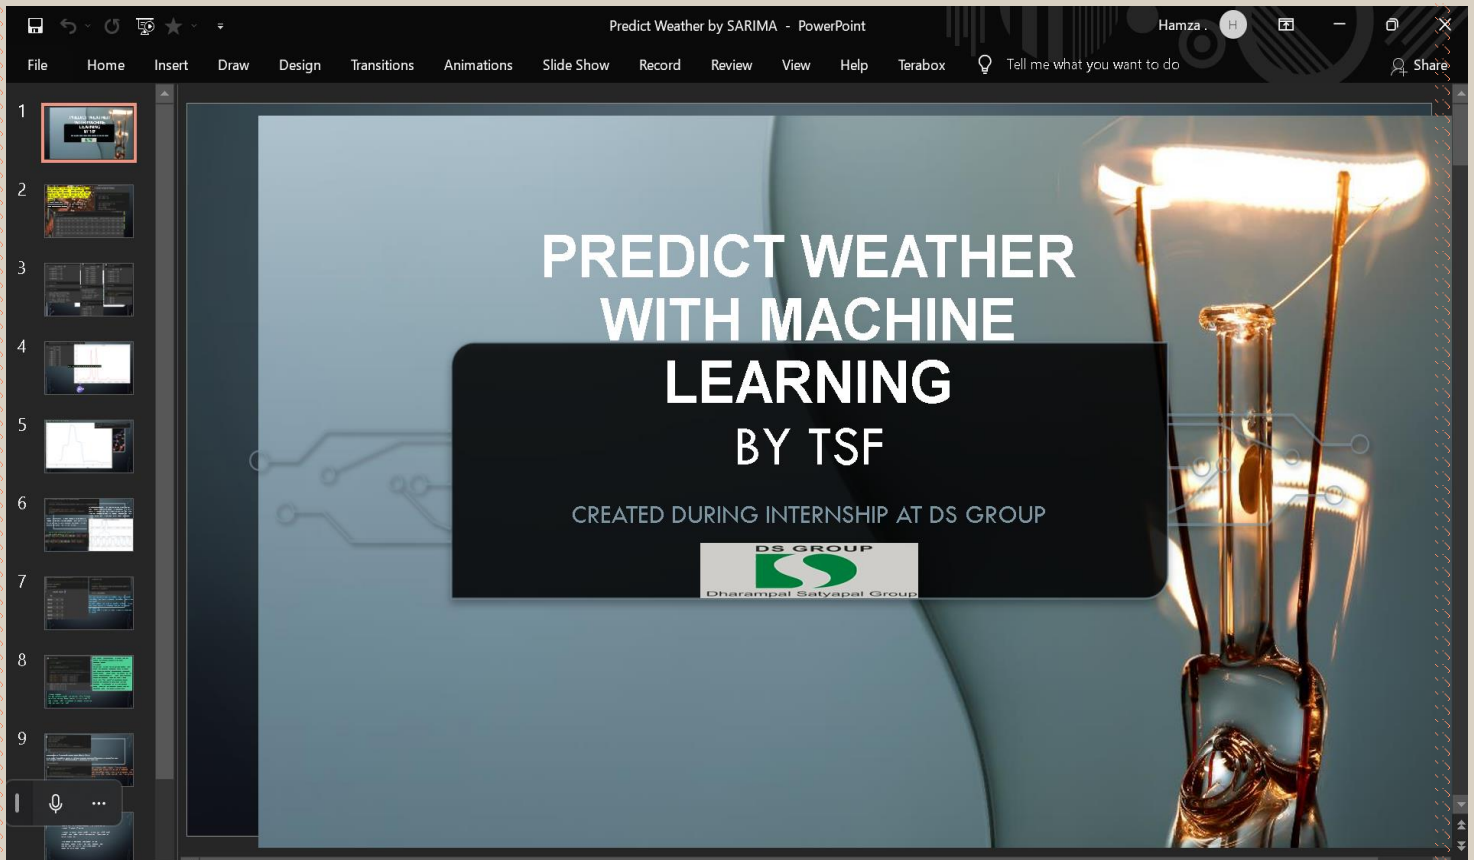 Predict Weather by SARIMA - PowerPoint
Hamza .
H
File Home Insert Draw Design Transitions Animations Slide Show Record Review View Help Terabox Tell me what you want to do Share
1
2
3
4
5
6
7
8
9
PREDICT WEATHER
WITH MACHINE
LEARNING
BY TSF
CREATED DURING INTERNSHIP AT DS GROUP
DS GROUP
Dharampal Satyapal Group